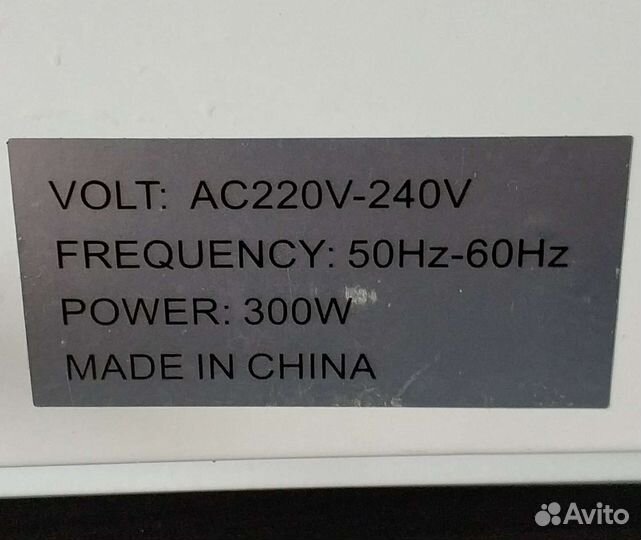 VOLT: AC220V-240V
FREQUENCY: 50Hz-60Hz
POWER: 300W
MADE IN CHINA
Avito